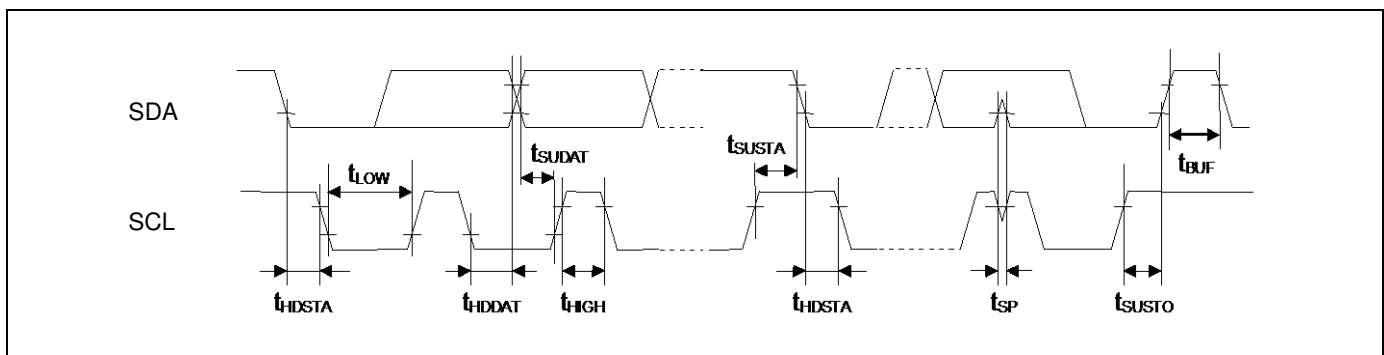 SDA
tSUDAT
tSUSTA
tBUF
tLOW
SCL
tHDSTA
tHDDAT
tHIGH
tHDSTA
tSP
tSUSTO